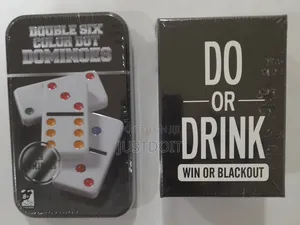 DOUBLE SIX
COLOR DOT
DOMINOES
DO
OR
DRINK
WIN OR BLACKOUT